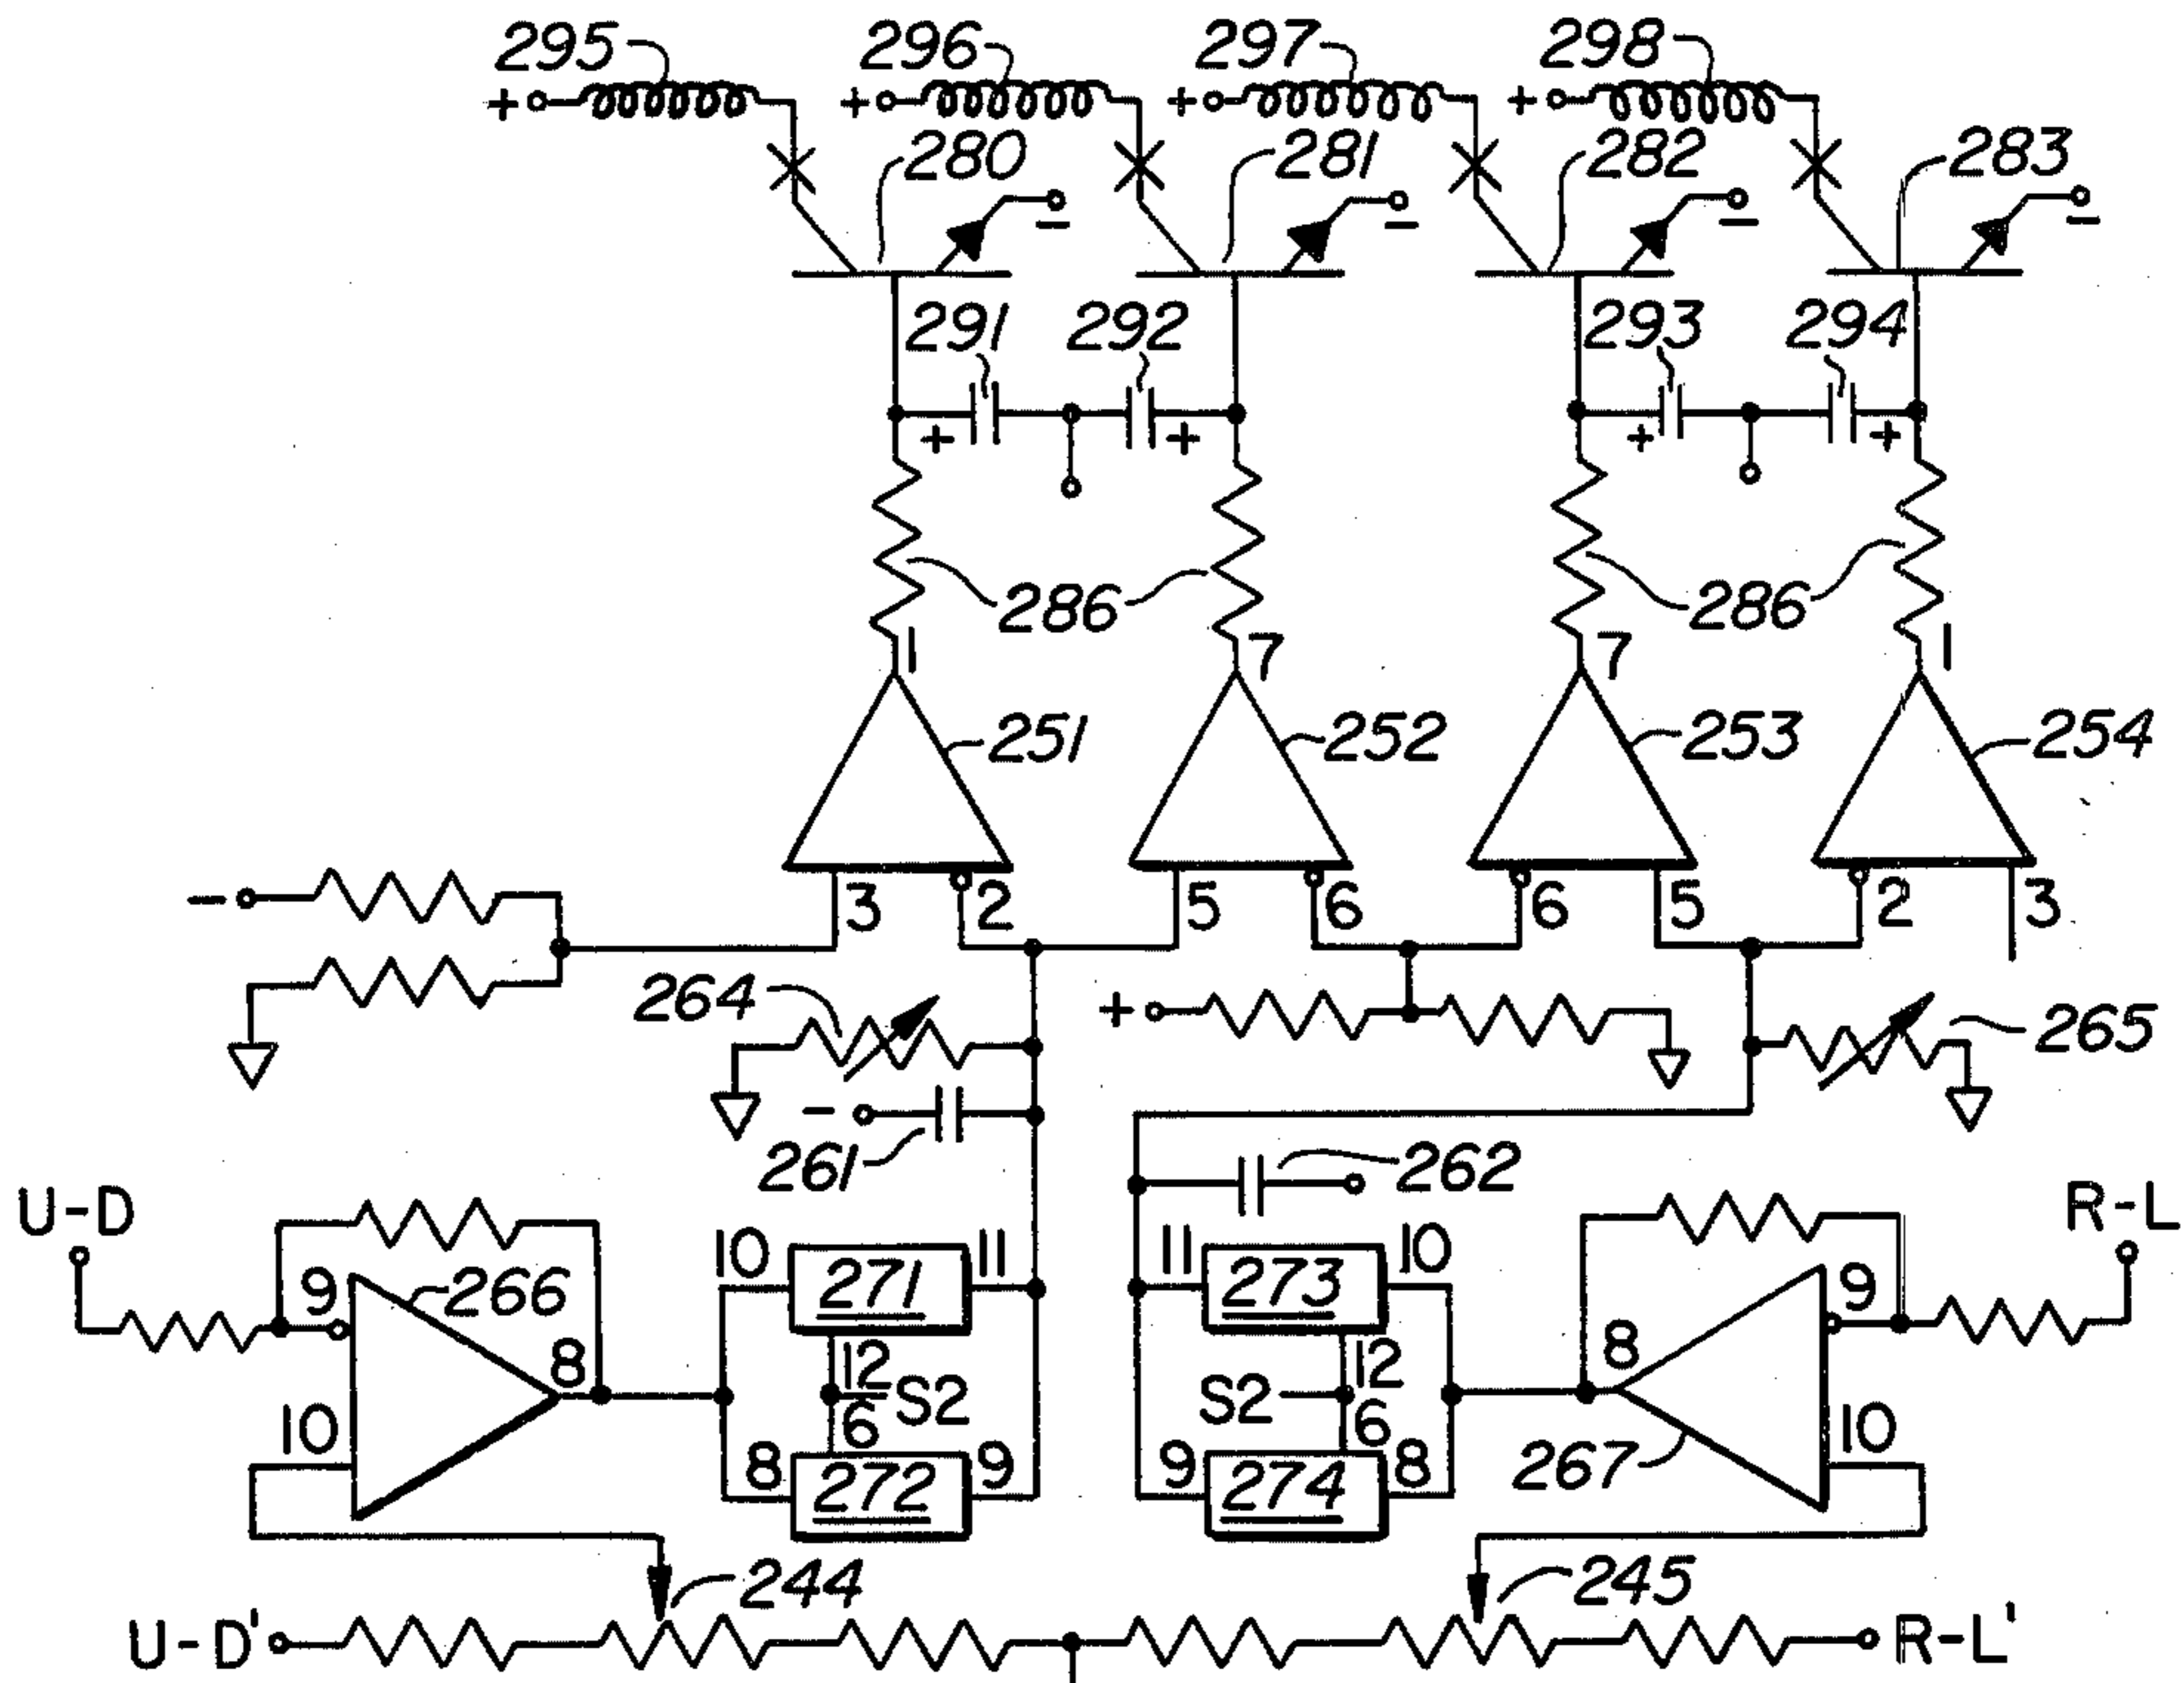 295 296 297 298
+ + + +
280 281 282 283
- - - -
291 292 293 294
+ + + +
286 286
1 7 7 1
251 252 253 254
- 3 2 5 6 6 5 2 3
264 + 265
- 261 262
U-D R-L
9 266 10 271 11 11 273 10 9
8 12 12 8
S2 S2
10 6 6 10
8 272 9 9 274 8 267
244 245
U-D' R-L'